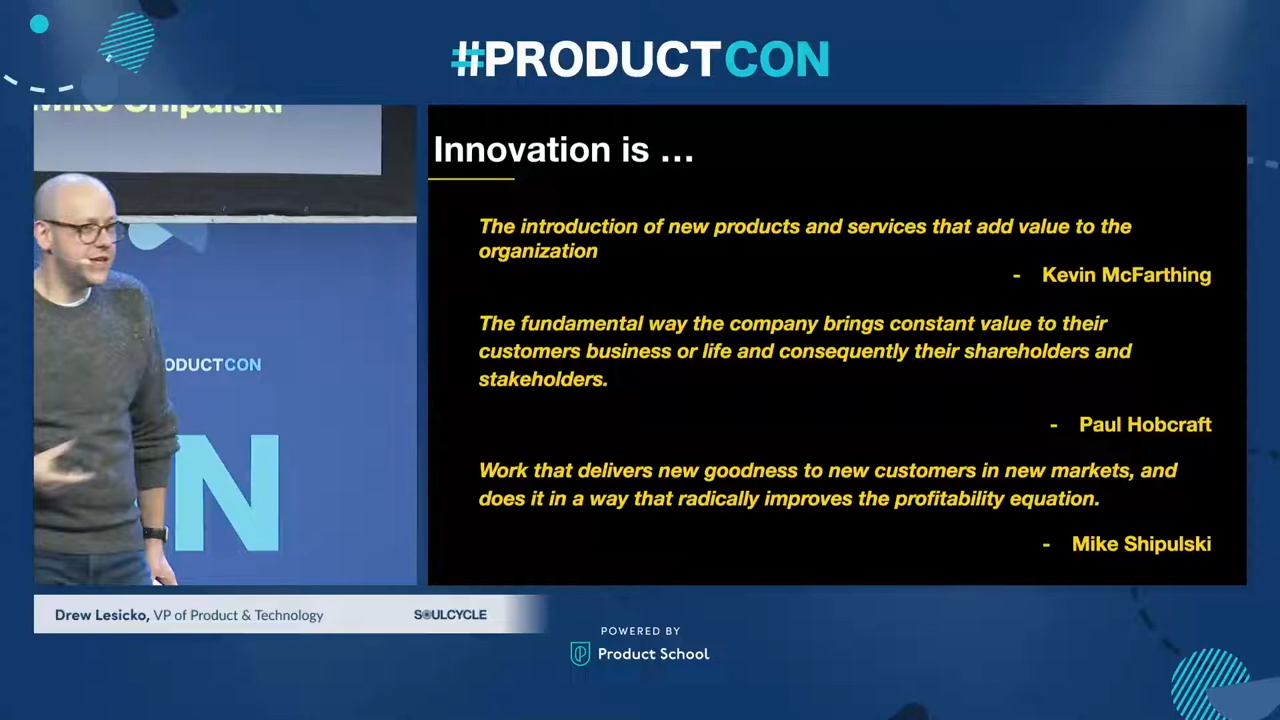 #PRODUCTCON
Mike Shipulski
ODUCTCON
N
Innovation is ...
The introduction of new products and services that add value to the
organization
- Kevin McFarthing
The fundamental way the company brings constant value to their
customers business or life and consequently their shareholders and
stakeholders.
- Paul Hobcraft
Work that delivers new goodness to new customers in new markets, and
does it in a way that radically improves the profitability equation.
- Mike Shipulski
Drew Lesicko, VP of Product & Technology
SOULCYCLE
POWERED BY
Product School